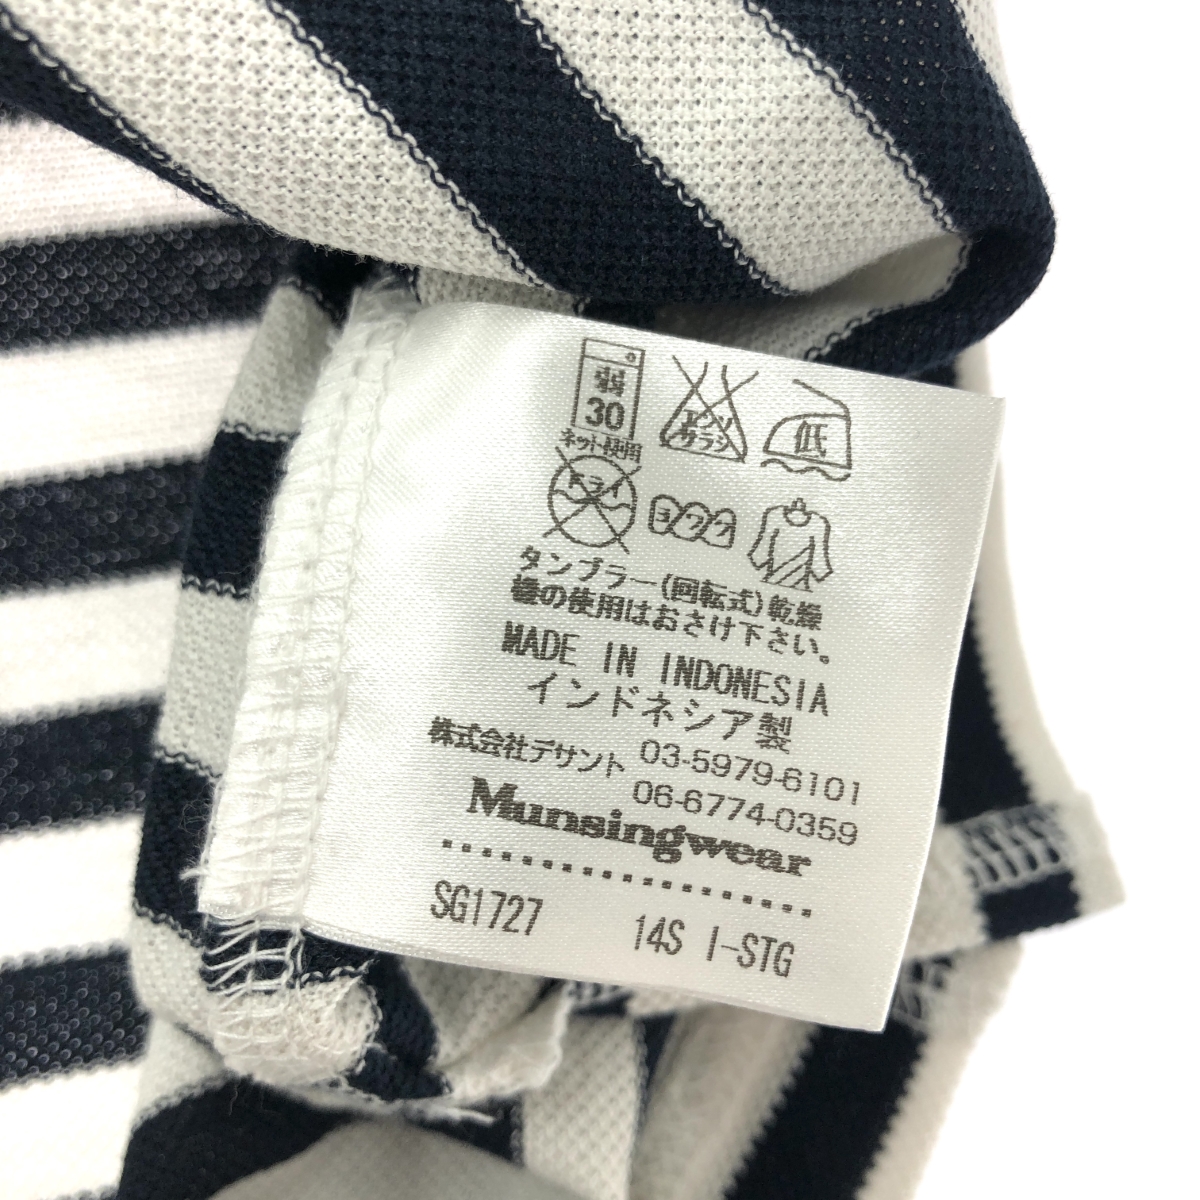 弱
30
ネット使用
エンソ
サラシ
低
ドライ
ヨワク
タンブラー(回転式)乾燥
機の使用はおさけ下さい。
MADE IN INDONESIA
インドネシア製
株式会社デサント 03-5979-6101
06-6774-0359
Munsingwear
SG1727 14S I-STG